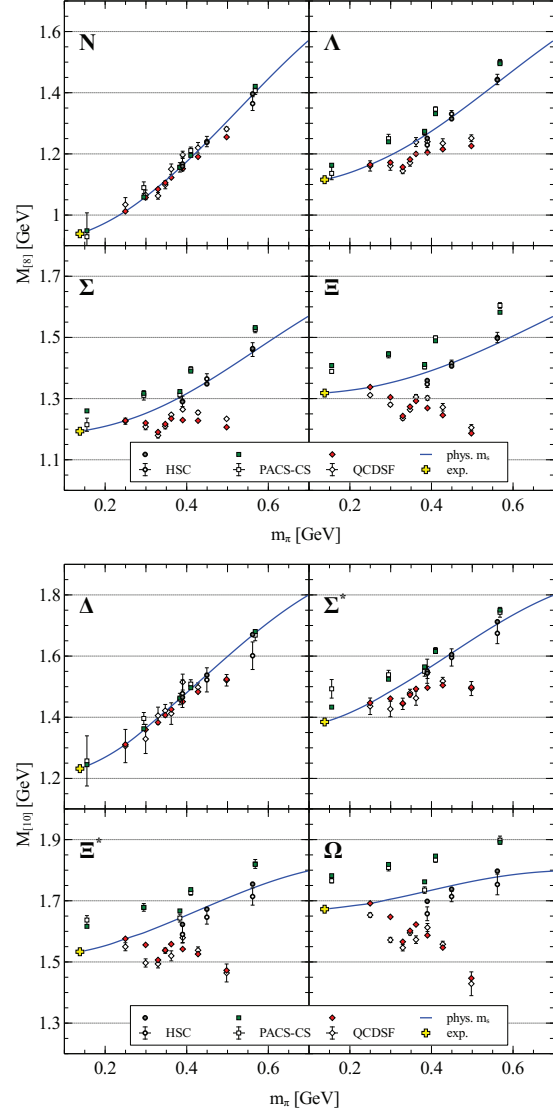 N
Λ
1.6
1.4
1.2
1
M[8] [GeV]
Σ
Ξ
1.7
1.5
1.3
1.1
HSC
PACS-CS
QCDSF
phys. ms
exp.
0.2 0.4 0.6 0.2 0.4 0.6
mπ [GeV]
Δ
Σ*
1.8
1.6
1.4
1.2
M[10] [GeV]
Ξ*
Ω
1.9
1.7
1.5
1.3
HSC
PACS-CS
QCDSF
phys. ms
exp.
0.2 0.4 0.6 0.2 0.4 0.6
mπ [GeV]